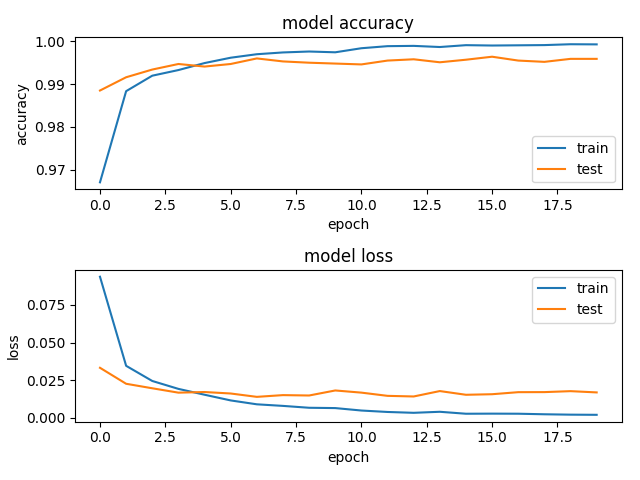 model accuracy
1.00
0.99
0.98
0.97
accuracy
train
test
0.0 2.5 5.0 7.5 10.0 12.5 15.0 17.5
epoch
model loss
0.075
0.050
0.025
0.000
loss
train
test
0.0 2.5 5.0 7.5 10.0 12.5 15.0 17.5
epoch